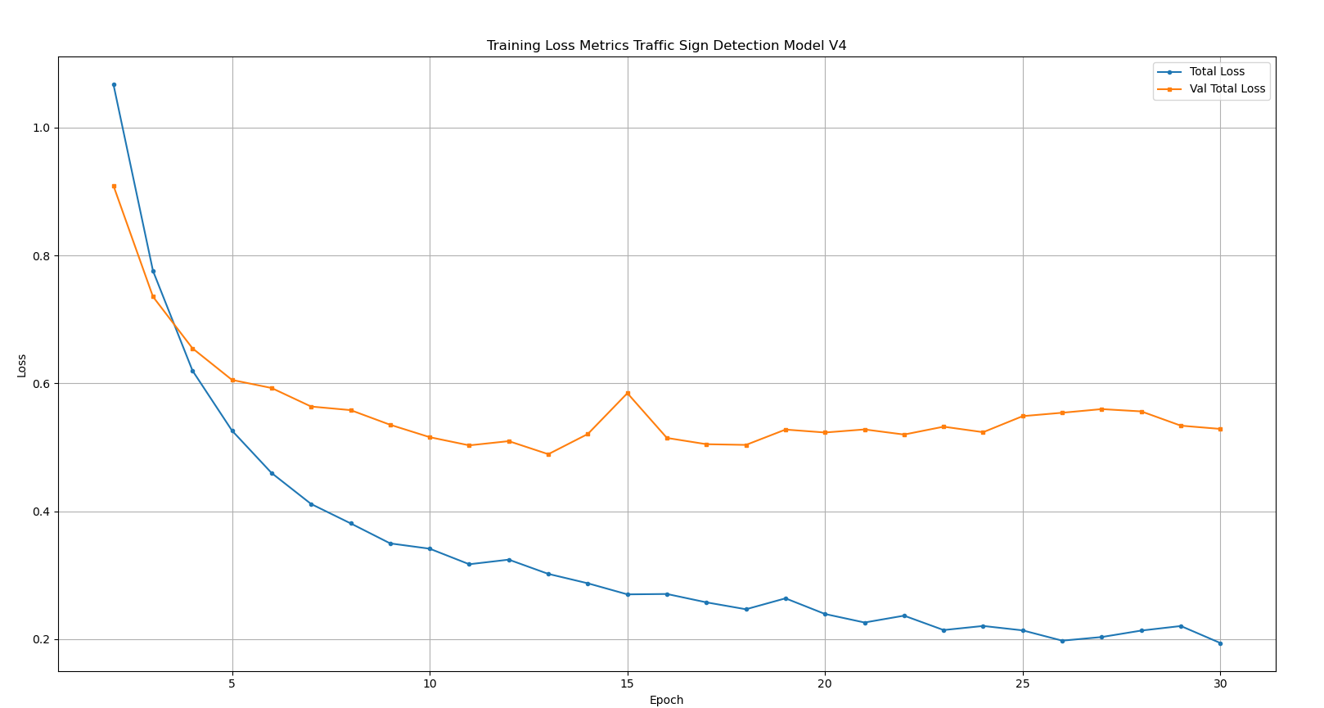 Training Loss Metrics Traffic Sign Detection Model V4
Total Loss
Val Total Loss
1.0
0.8
0.6
0.4
0.2
Loss
5 10 15 20 25 30
Epoch